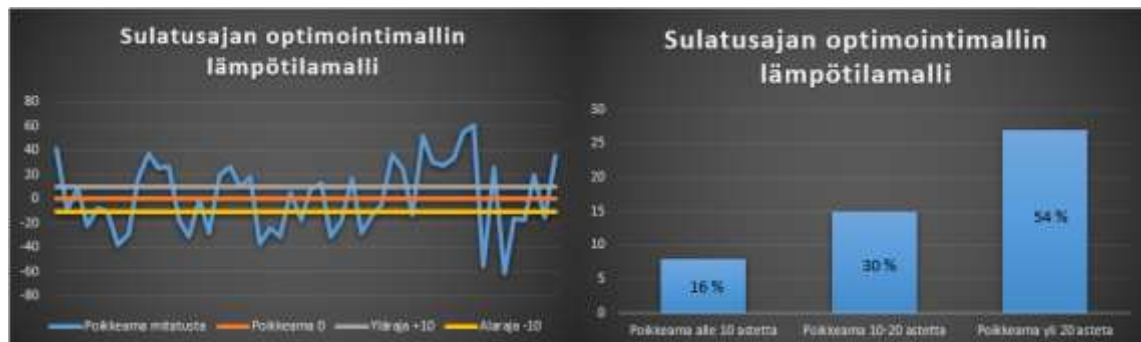 Sulatusajan optimointimallin
lämpötilamalli
80
60
40
20
0
-20
-40
-60
-80
Poikkeama mitatusta
Poikkeama 0
Yläraja +10
Alaraja -10
Sulatusajan optimointimallin
lämpötilamalli
30
25
20
15
10
5
0
16 %
30 %
54 %
Poikkeama alle 10 astetta
Poikkeama 10-20 astetta
Poikkeama yli 20 asteta